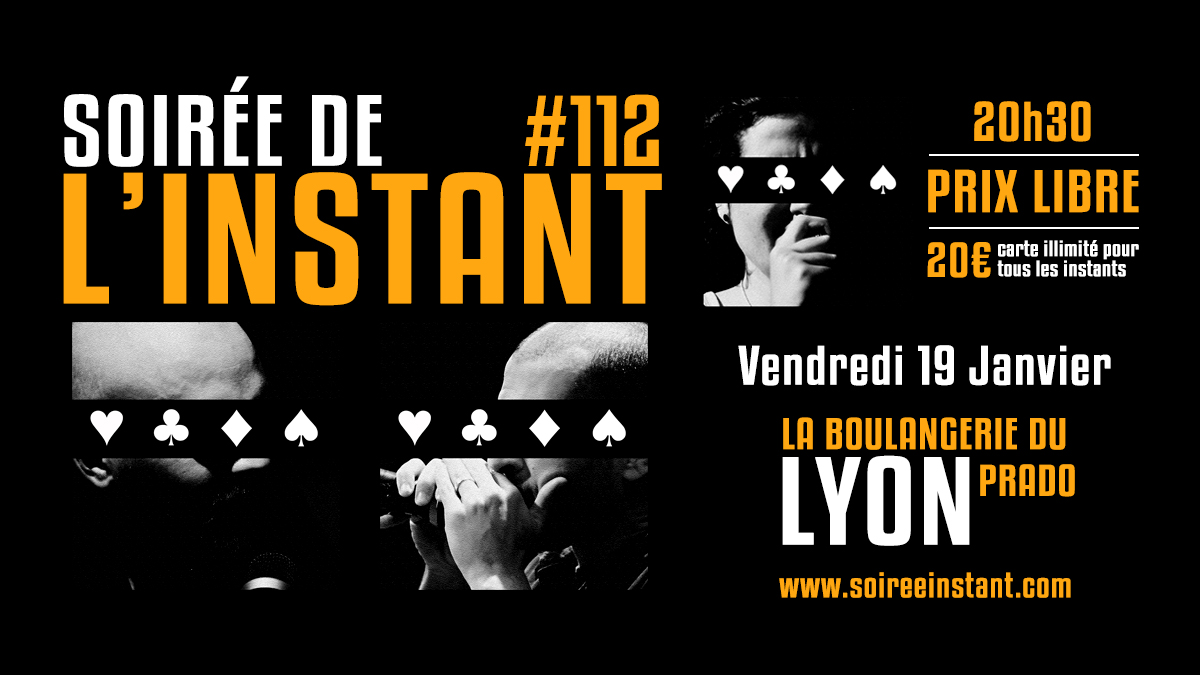 SOIRÉE DE #112
L'INSTANT
20h30
PRIX LIBRE
20€ carte illimité pour
tous les instants
Vendredi 19 Janvier
LA BOULANGERIE DU
PRADO
LYON
www.soireeinstant.com